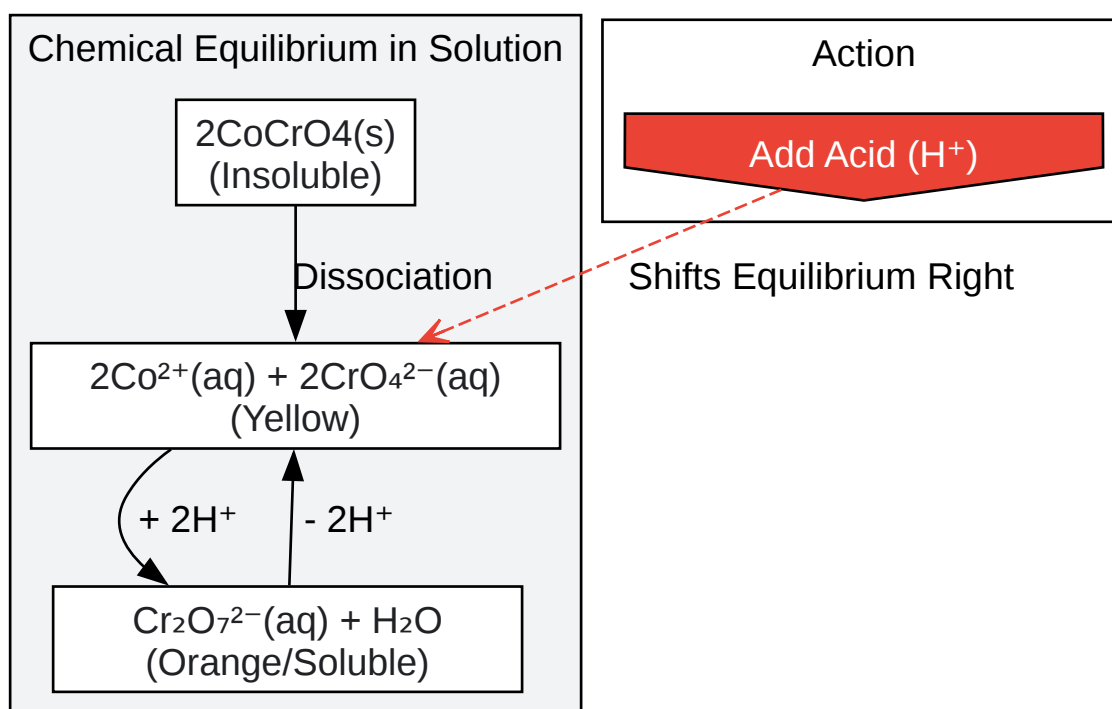 Chemical Equilibrium in Solution
2CoCrO4(s)
(Insoluble)
Dissociation
2Co²⁺(aq) + 2CrO₄²⁻(aq)
(Yellow)
+ 2H⁺
- 2H⁺
Cr₂O₇²⁻(aq) + H₂O
(Orange/Soluble)
Action
Add Acid (H⁺)
Shifts Equilibrium Right